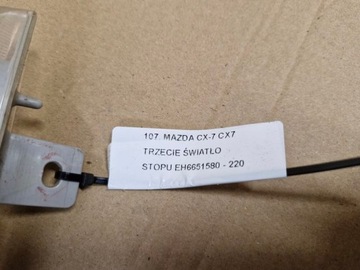 107 MAZDA CX-7 CX7
TRZECIE ŚWIATŁO
STOPU EH6651580 - 220